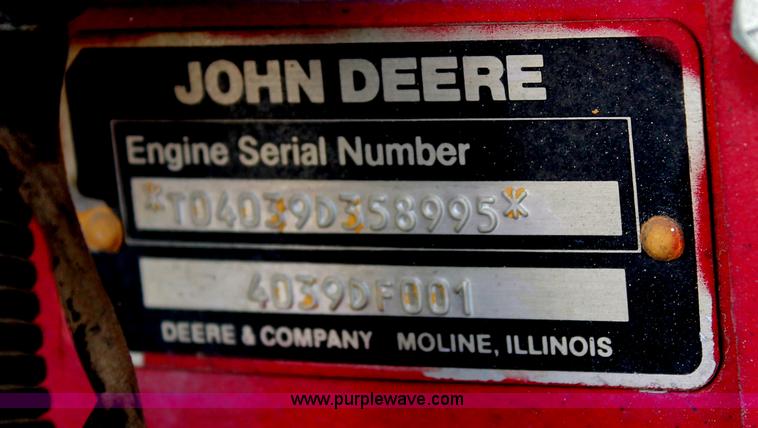 JOHN DEERE
Engine Serial Number
*T04039D358995*
4039DF001
DEERE & COMPANY MOLINE, ILLINOIS
www.purplewave.com